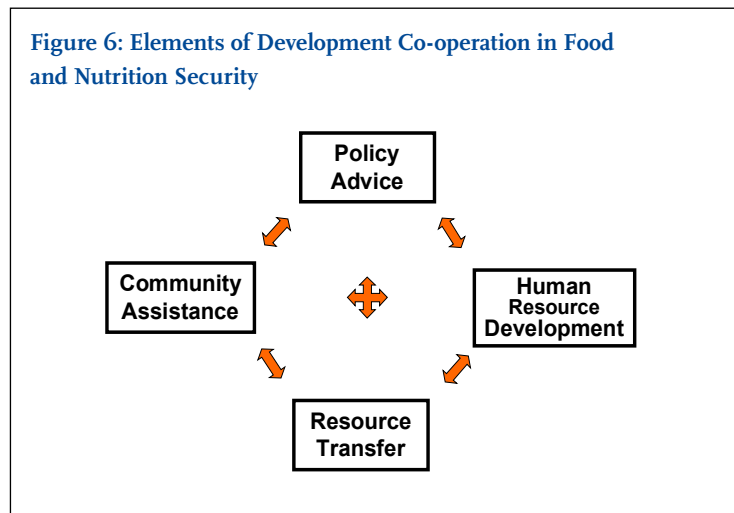 Figure 6: Elements of Development Co-operation in Food
and Nutrition Security
Policy
Advice
Community
Assistance
Human
Resource
Development
Resource
Transfer